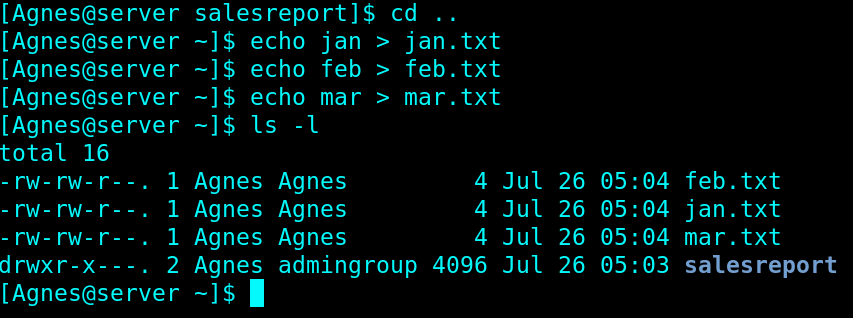 [Agnes@server salesreport]$ cd ..
[Agnes@server ~]$ echo jan > jan.txt
[Agnes@server ~]$ echo feb > feb.txt
[Agnes@server ~]$ echo mar > mar.txt
[Agnes@server ~]$ ls -l
total 16
-rw-rw-r--. 1 Agnes Agnes         4 Jul 26 05:04 feb.txt
-rw-rw-r--. 1 Agnes Agnes         4 Jul 26 05:04 jan.txt
-rw-rw-r--. 1 Agnes Agnes         4 Jul 26 05:04 mar.txt
drwxr-x---. 2 Agnes admingroup 4096 Jul 26 05:03 salesreport
[Agnes@server ~]$